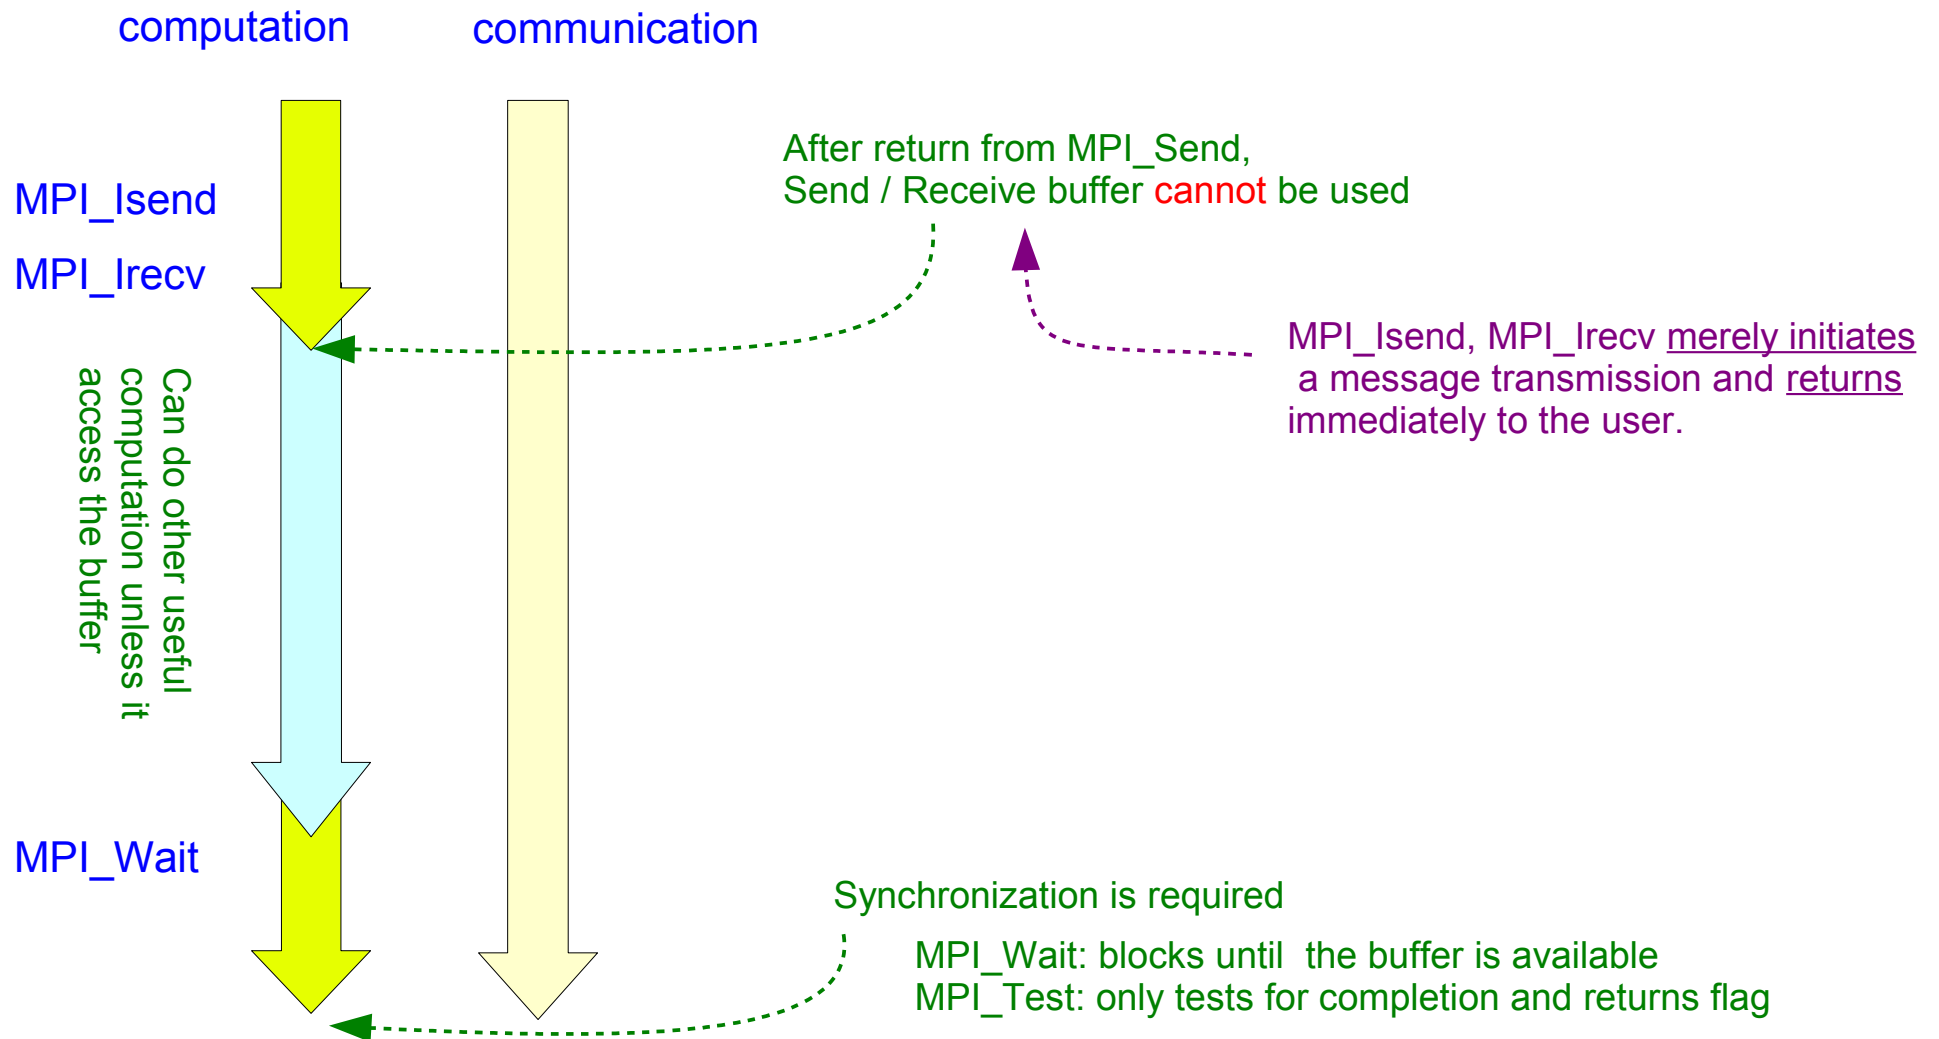 computation
communication
After return from MPI_Send,
Send / Receive buffer cannot be used
MPI_Isend
MPI_Irecv
MPI_Isend, MPI_Irecv merely initiates
a message transmission and returns
immediately to the user.
Can do other useful
computation unless it
access the buffer
MPI_Wait
Synchronization is required
MPI_Wait: blocks until  the buffer is available
MPI_Test: only tests for completion and returns flag